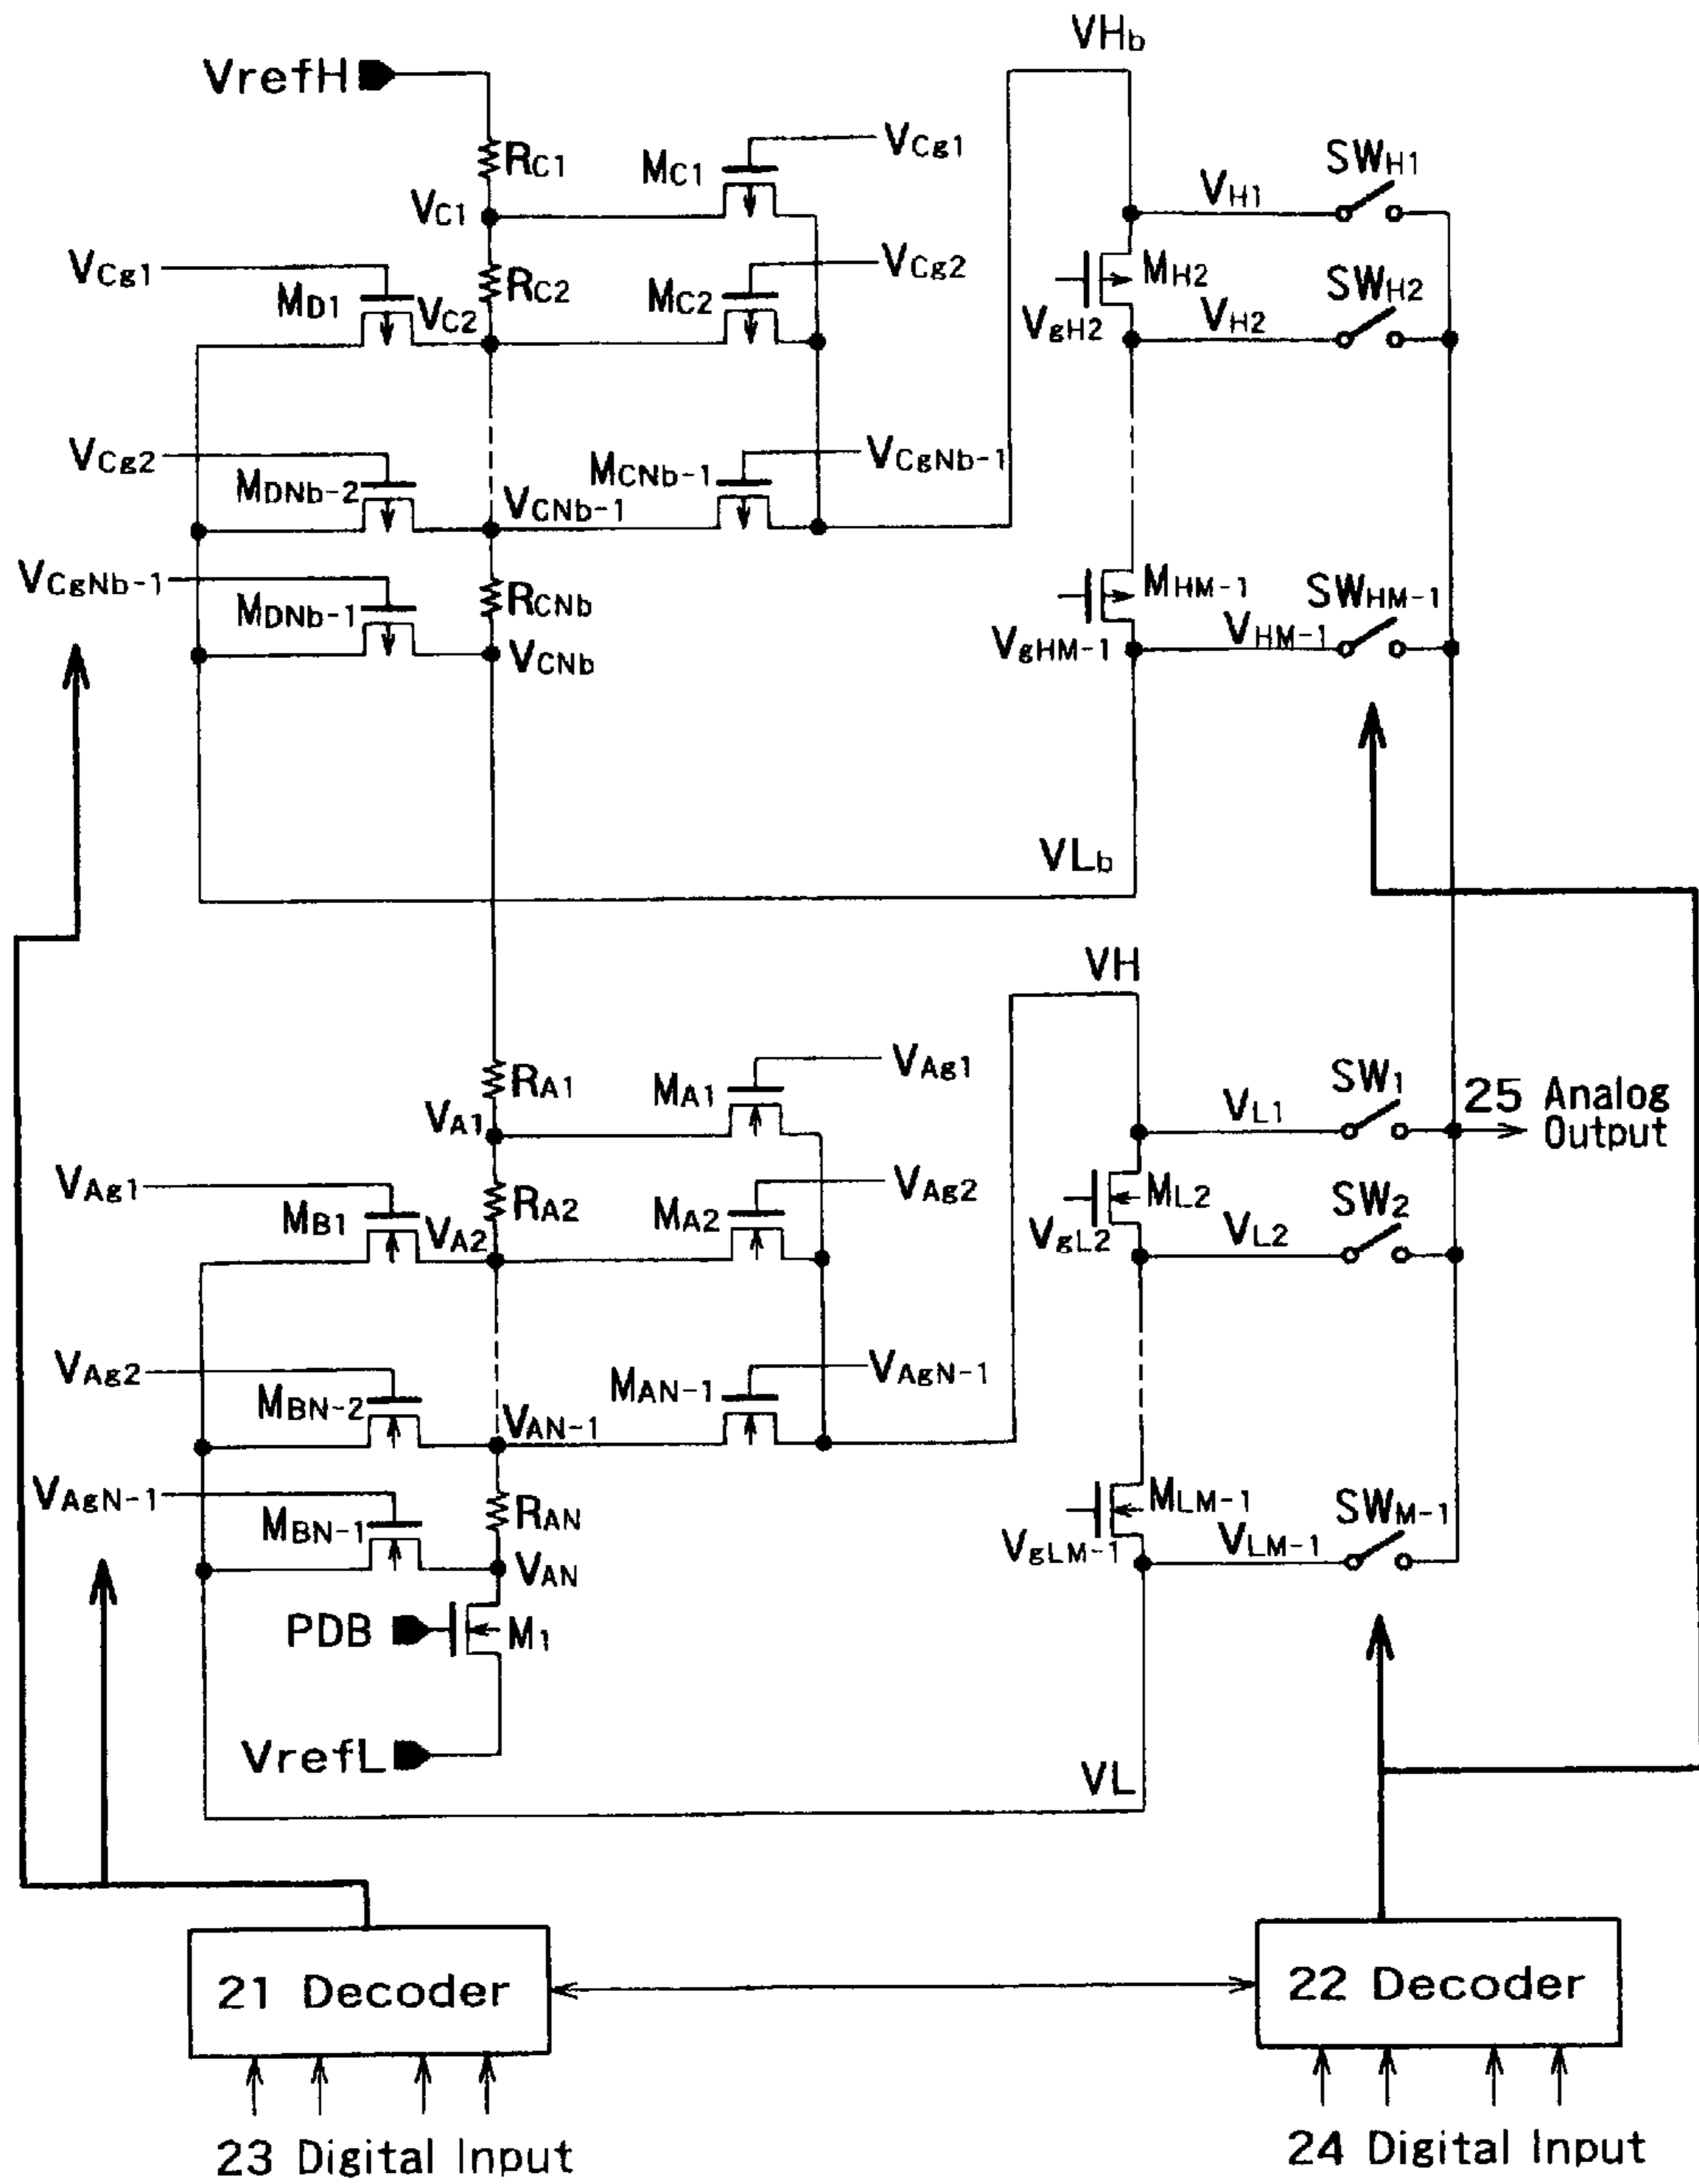 VHb
VrefH
RC1
MC1
VCg1
VH1
SWH1
VC1
VCg1
MD1
RC2
VC2
MC2
VCg2
MH2
VgH2
VH2
SWH2
VCg2
MDNb-2
VCNb-1
MCNb-1
VCgNb-1
VCgNb-1
MDNb-1
RCNb
VCNb
MHM-1
VgHM-1
VHM-1
SWHM-1
VLb
VH
RA1
MA1
VAg1
VL1
SW1
25 Analog
Output
VA1
VAg1
MB1
RA2
VA2
MA2
VAg2
ML2
VgL2
VL2
SW2
VAg2
MBN-2
VAN-1
MAN-1
VAgN-1
VAgN-1
MBN-1
RAN
VAN
MLM-1
VgLM-1
VLM-1
SWM-1
PDB
M1
VrefL
VL
21 Decoder
22 Decoder
23 Digital Input
24 Digital Input